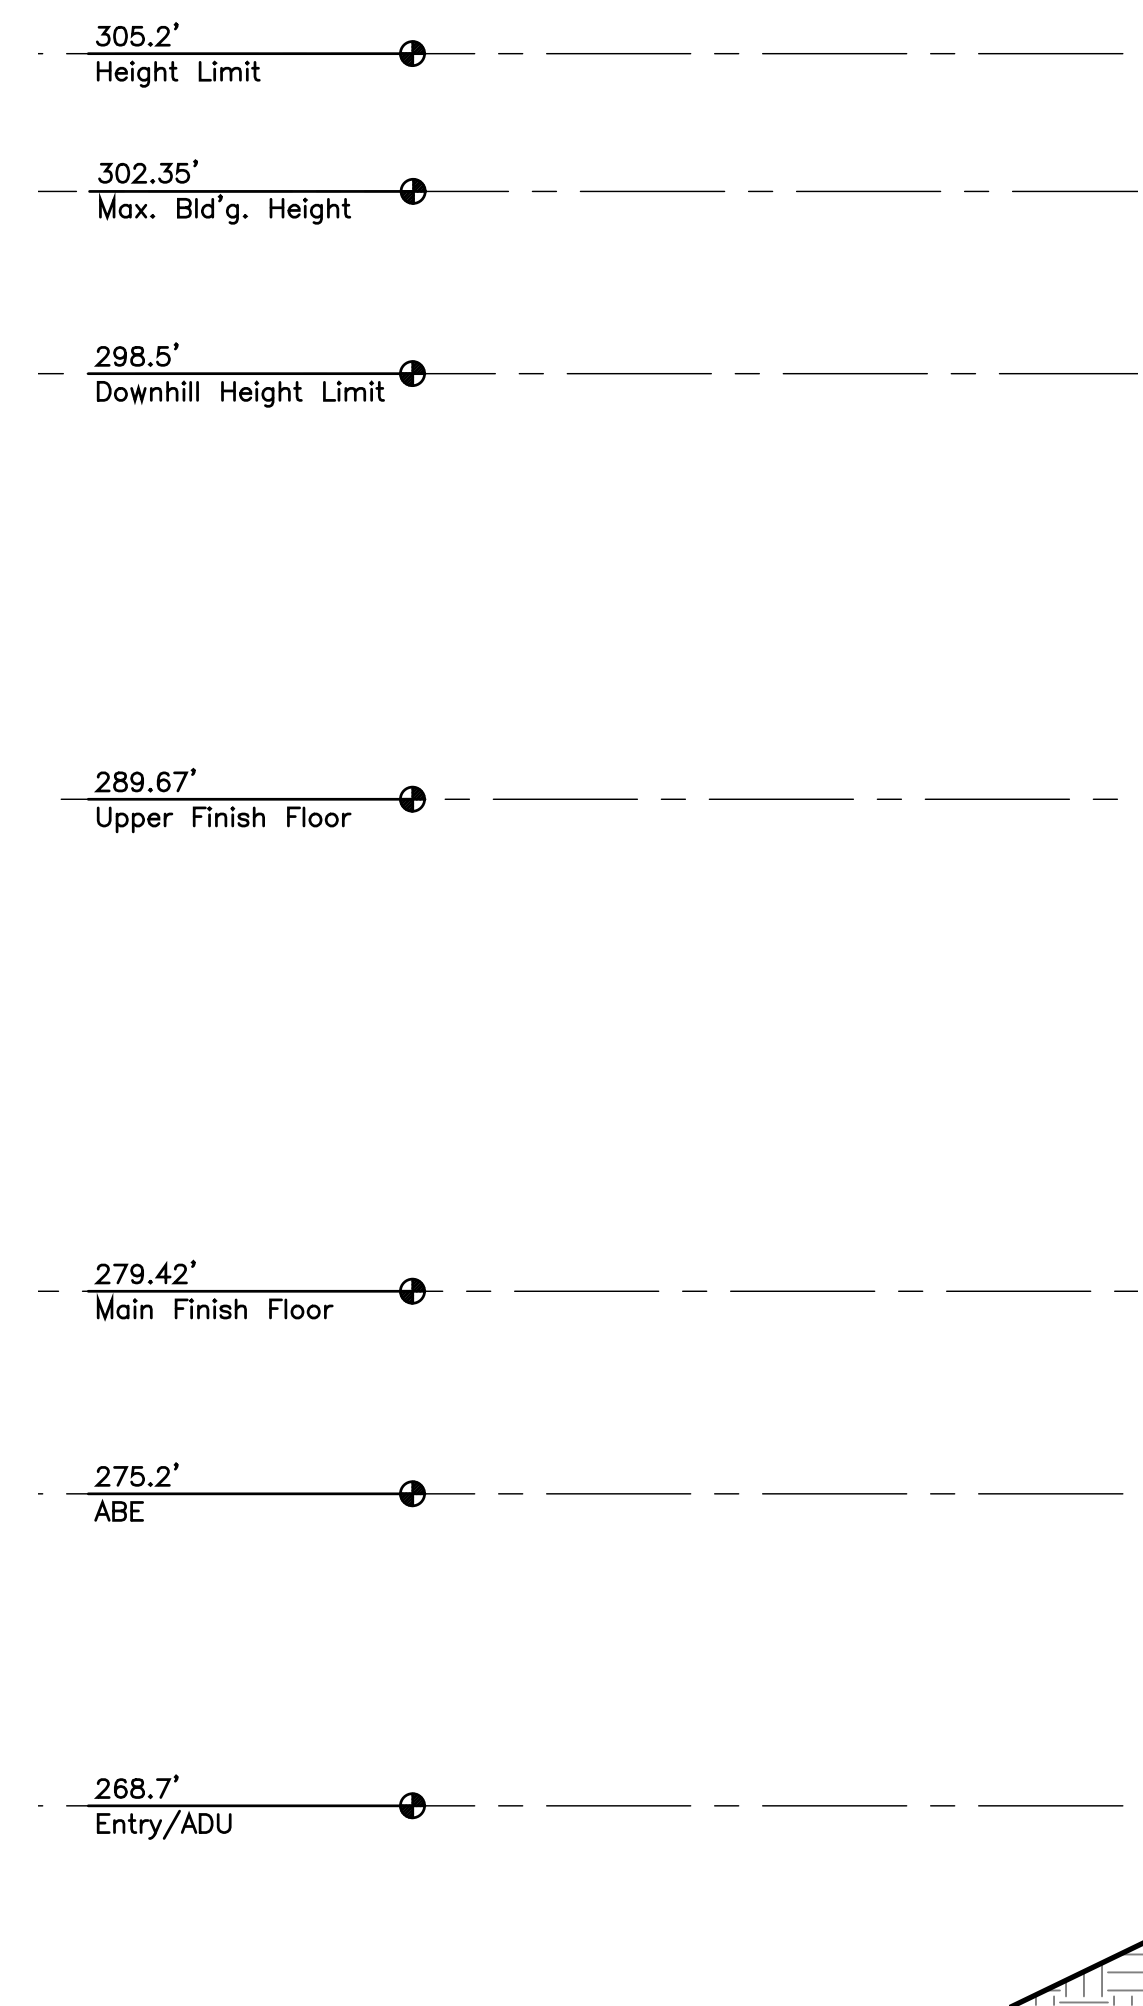 305.2'
Height Limit
302.35'
Max. Bld'g. Height
298.5'
Downhill Height Limit
289.67'
Upper Finish Floor
279.42'
Main Finish Floor
275.2'
ABE
268.7'
Entry/ADU